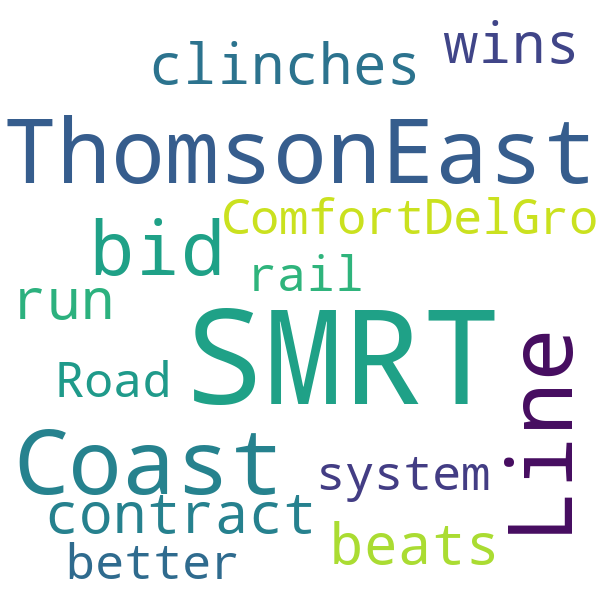 wins
clinches
ThomsonEast
ComfortDelGro
bid
rail
run
SMRT
Line
Road
Coast
system
contract
beats
better